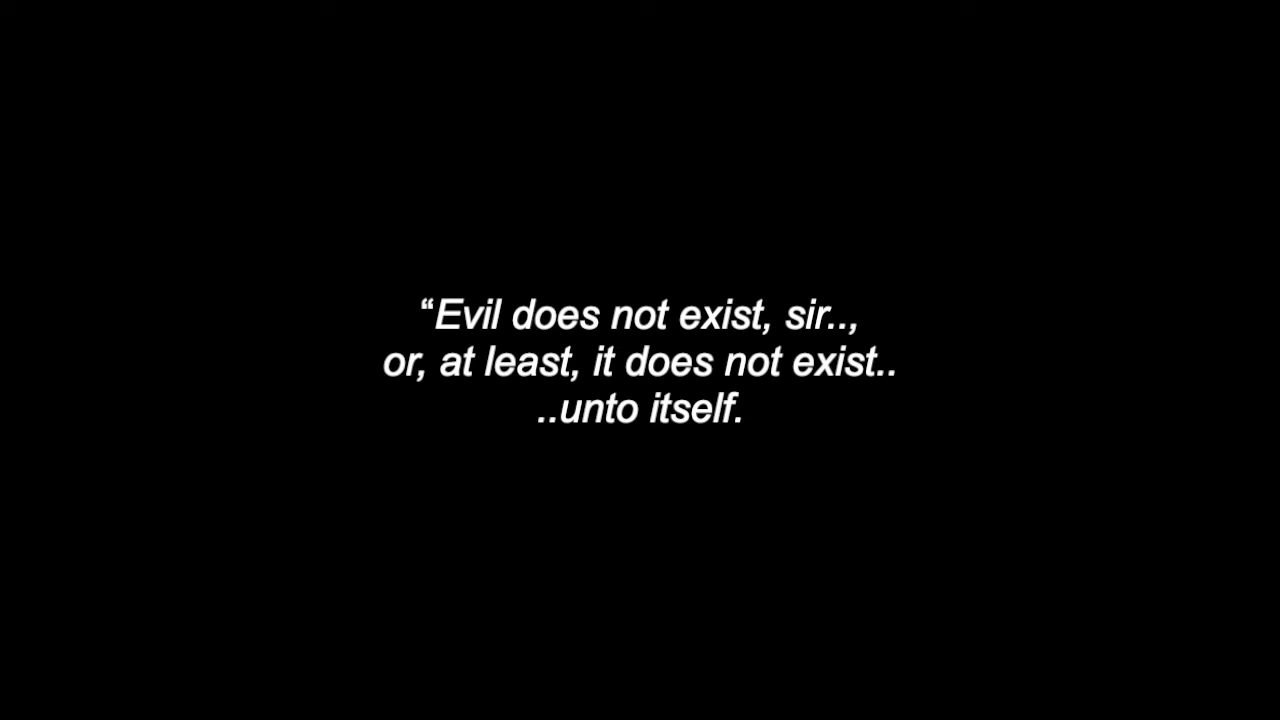 “Evil does not exist, sir..,
or, at least, it does not exist..
..unto itself.